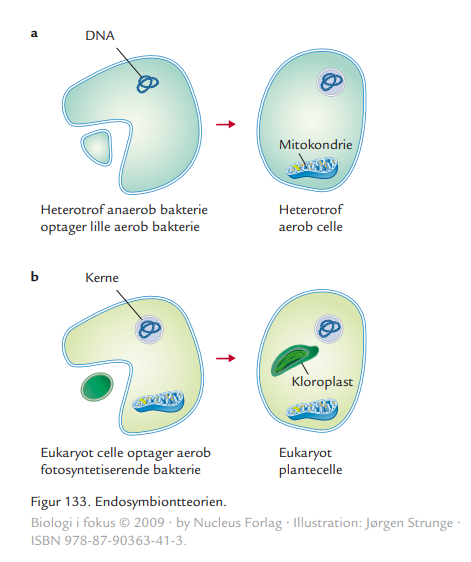 a
DNA
Mitokondrie
Heterotrof anaerob bakterie
optager lille aerob bakterie
Heterotrof
aerob celle
b
Kerne
Kloroplast
Eukaryot celle optager aerob
fotosyntetiserende bakterie
Eukaryot
plantecelle
Figur 133. Endosymbiontteorien.
Biologi i fokus © 2009 · by Nucleus Forlag · Illustration: Jørgen Strunge ·
ISBN 978-87-90363-41-3.